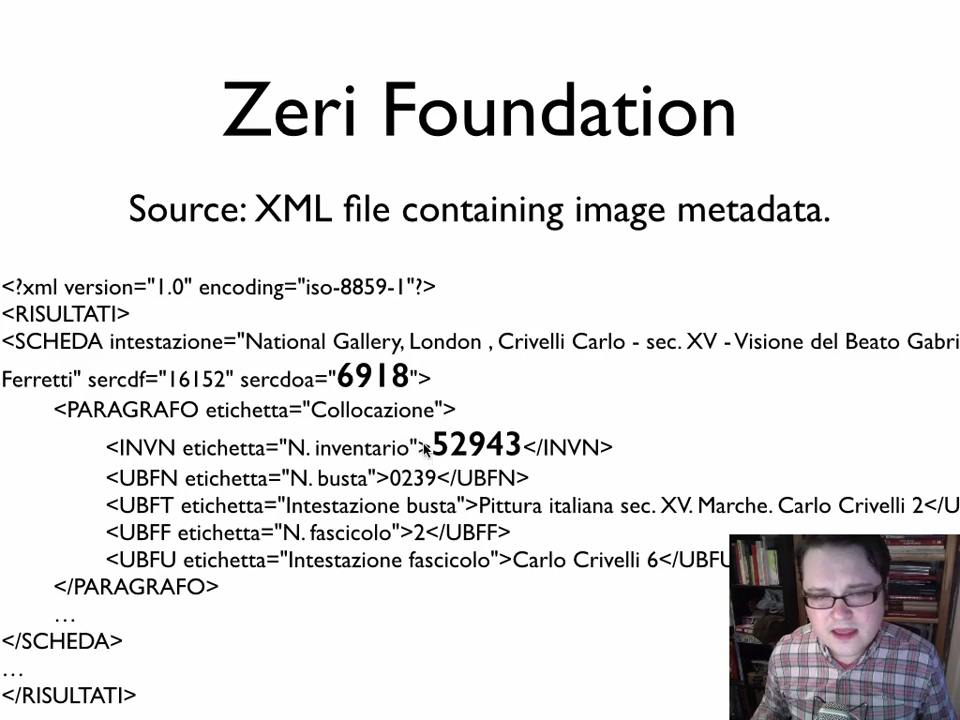 Zeri Foundation
Source: XML file containing image metadata.
<?xml version="1.0" encoding="iso-8859-1"?>
<RISULTATI>
<SCHEDA intestazione="National Gallery, London , Crivelli Carlo - sec. XV - Visione del Beato Gabri
Ferretti" sercdf="16152" sercdoa="6918">
<PARAGRAFO etichetta="Collocazione">
<INVN etichetta="N. inventario">52943</INVN>
<UBFN etichetta="N. busta">0239</UBFN>
<UBFT etichetta="Intestazione busta">Pittura italiana sec. XV. Marche. Carlo Crivelli 2</U
<UBFF etichetta="N. fascicolo">2</UBFF>
<UBFU etichetta="Intestazione fascicolo">Carlo Crivelli 6</UBFU
</PARAGRAFO>
…
</SCHEDA>
…
</RISULTATI>